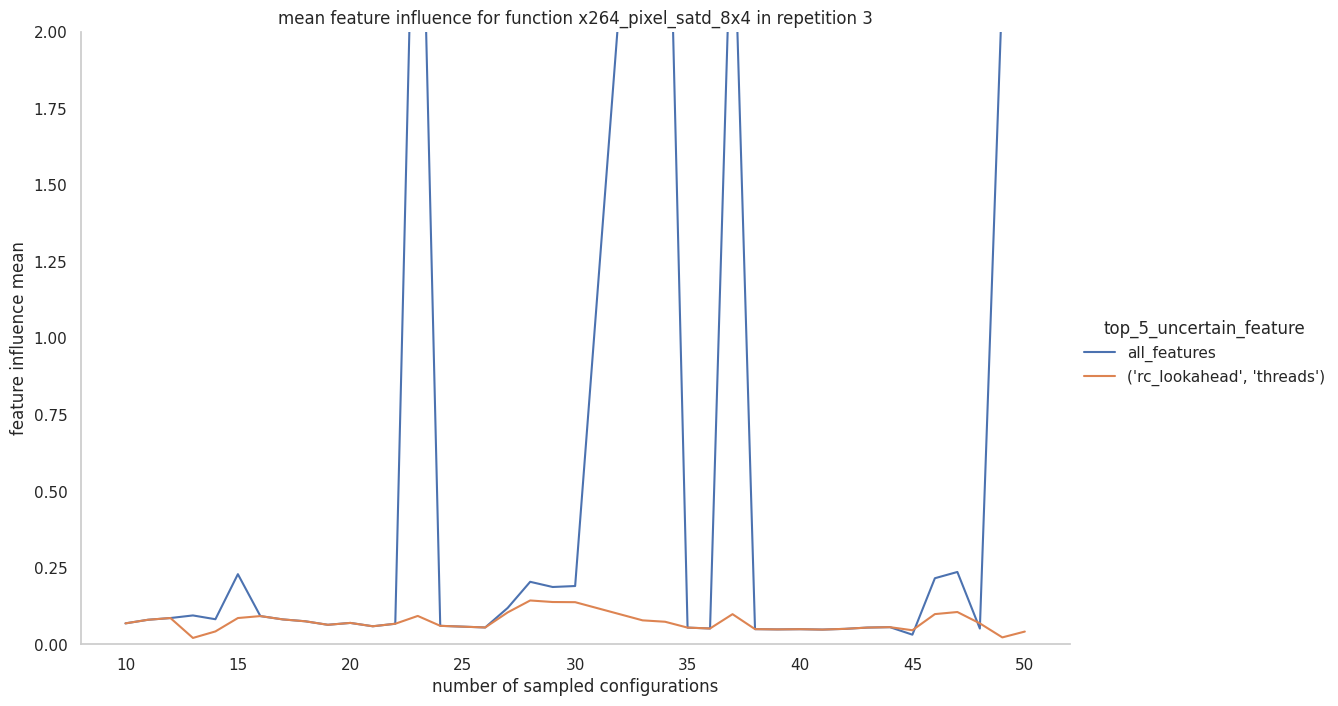 mean feature influence for function x264_pixel_satd_8x4 in repetition 3
2.00
1.75
1.50
1.25
1.00
0.75
0.50
0.25
0.00
feature influence mean
10 15 20 25 30 35 40 45 50
number of sampled configurations
top_5_uncertain_feature
all_features
('rc_lookahead', 'threads')